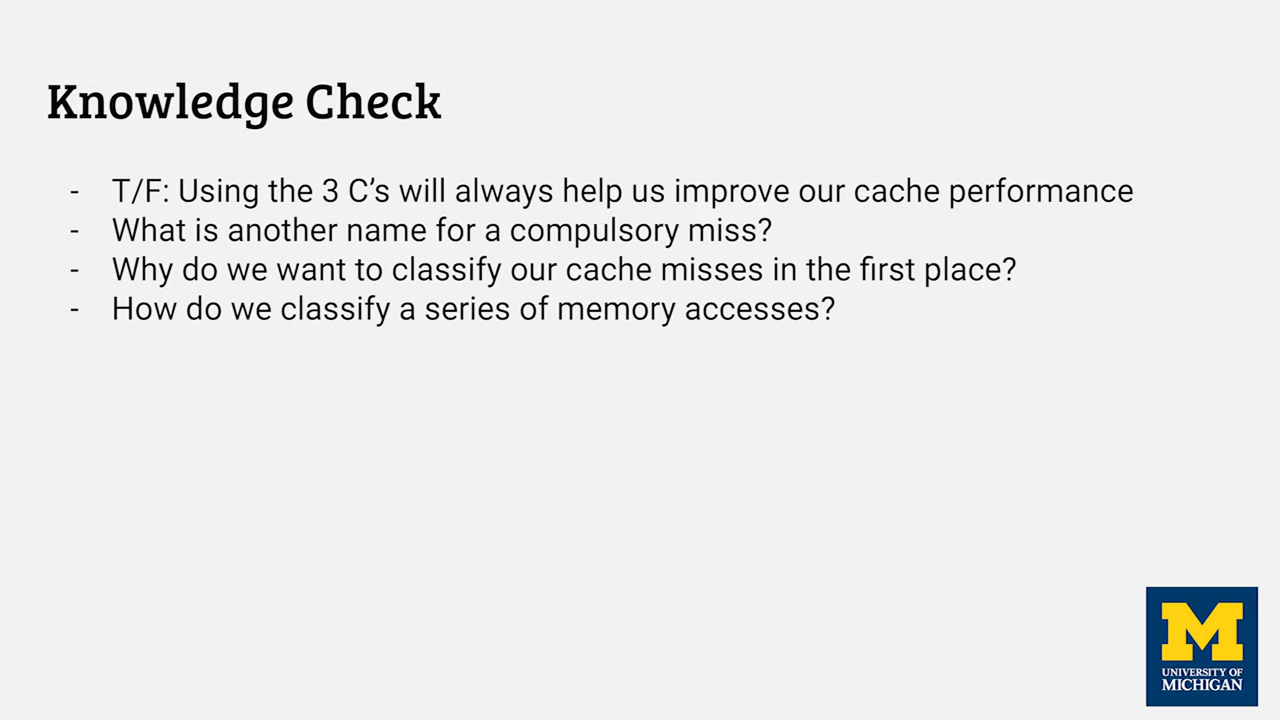 Knowledge Check
- T/F: Using the 3 C’s will always help us improve our cache performance
- What is another name for a compulsory miss?
- Why do we want to classify our cache misses in the first place?
- How do we classify a series of memory accesses?
M
UNIVERSITY OF
MICHIGAN